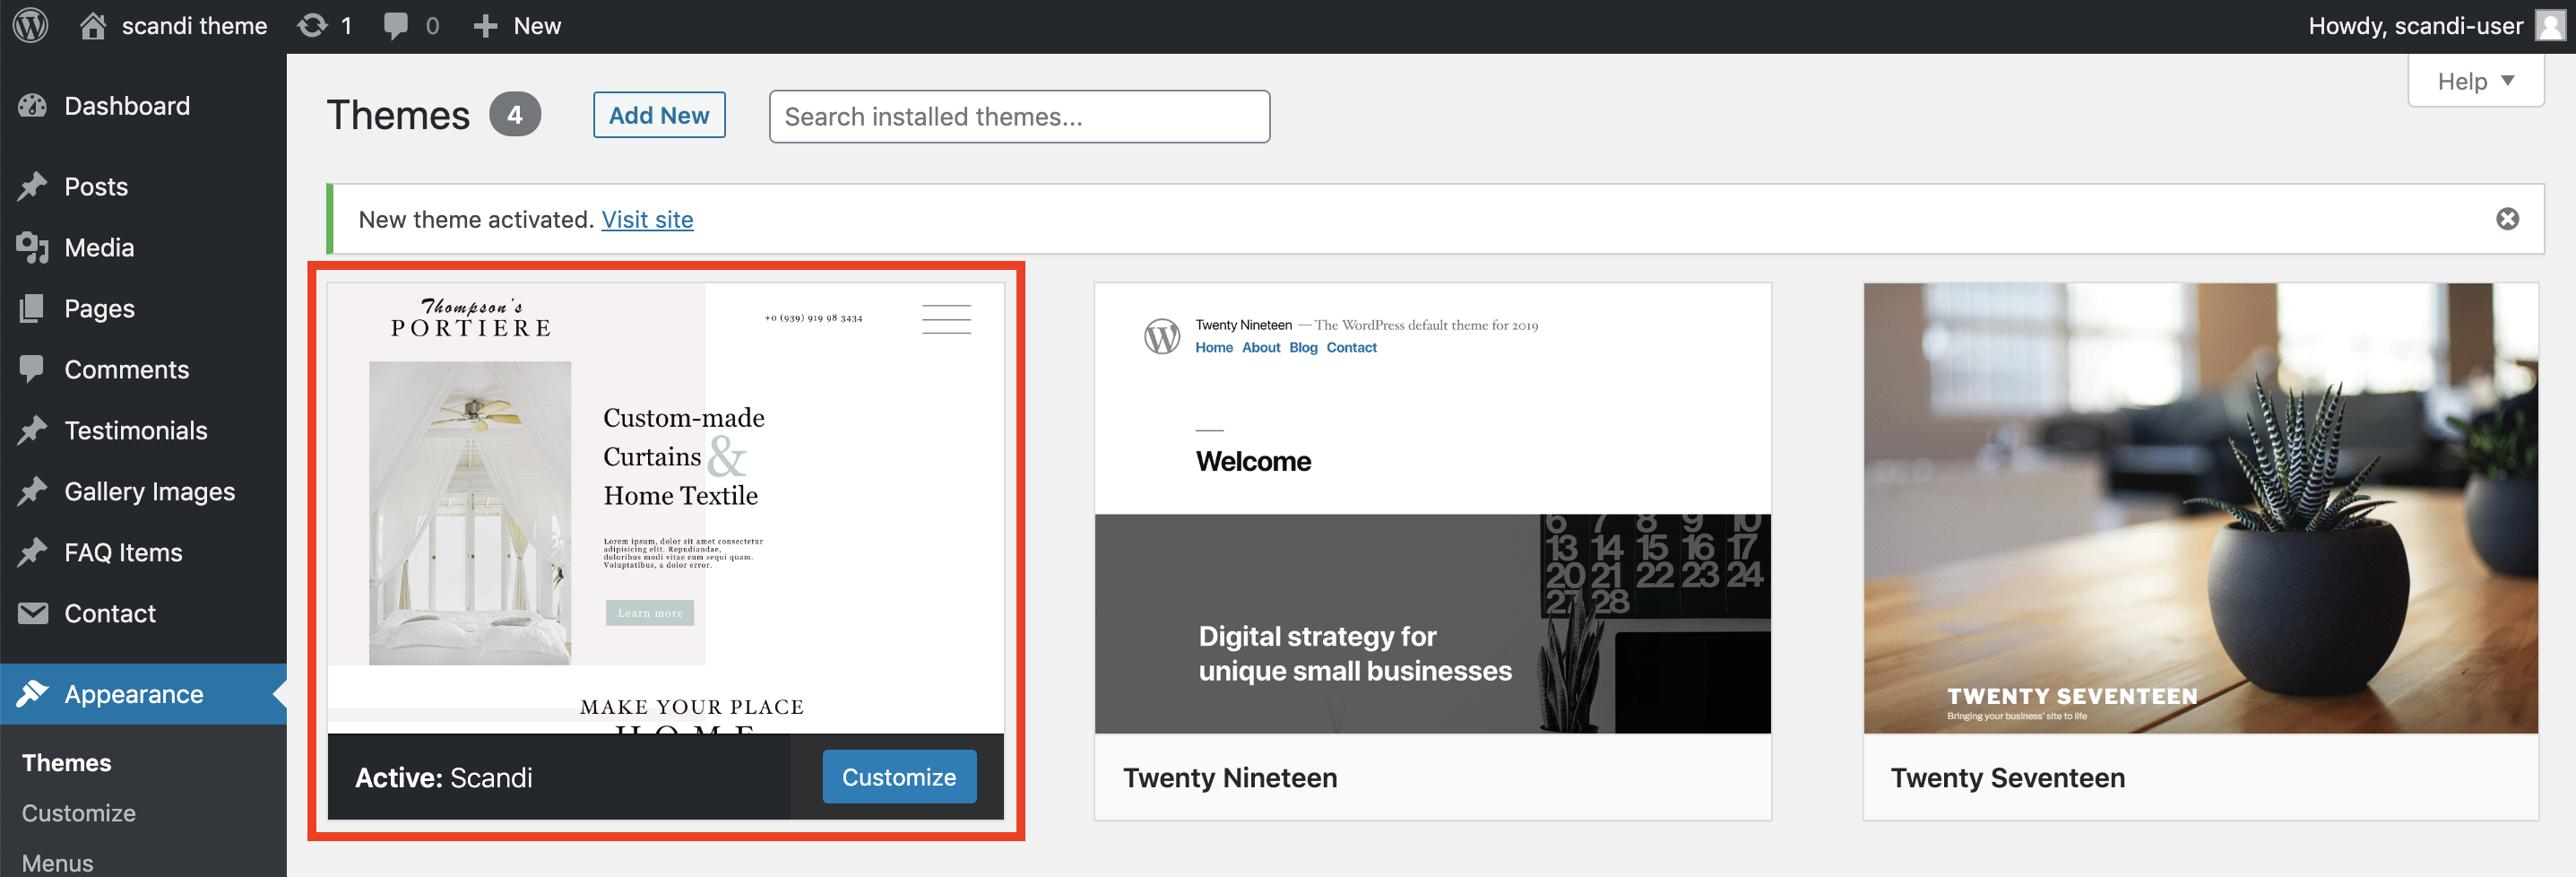 scandi theme 1 0 New Howdy, scandi-user
Help
Dashboard
Posts
Media
Pages
Comments
Testimonials
Gallery Images
FAQ Items
Contact
Appearance
Themes
Customize
Menus
Themes 4 Add New Search installed themes...
New theme activated. Visit site
Thompson's
PORTIERE
+0 (939) 919 98 3434
Custom-made
Curtains &
Home Textile
Lorem ipsum, dolor sit amet consectetur
adipisicing elit. Repudiandae,
doloribus modi vitae eum sequi quam.
Voluptatibus, a dolor error.
Learn more
MAKE YOUR PLACE
HOME
Active: Scandi Customize
Twenty Nineteen — The WordPress default theme for 2019
Home About Blog Contact
Welcome
6 7 8 9 10
13 14 15 16 17
20 21 22 23 24
27 28
Digital strategy for
unique small businesses
Twenty Nineteen
TWENTY SEVENTEEN
Bringing your business' site to life
Twenty Seventeen